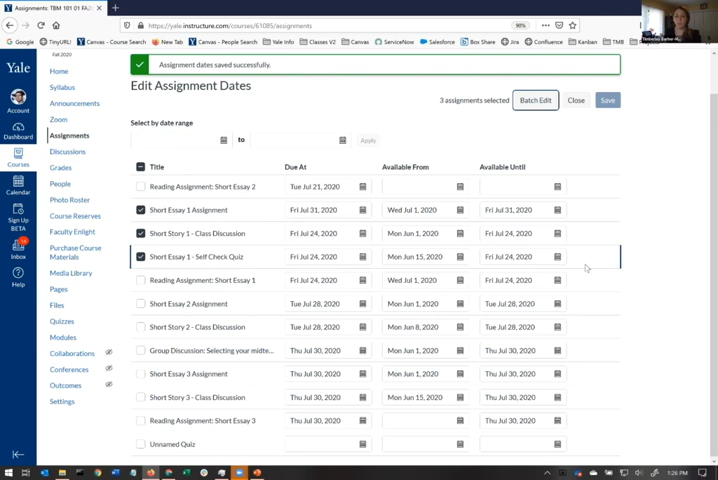 Assignments: TBM 101 01 FA20
https://yale.instructure.com/courses/61085/assignments
90%
Google TinyURL! Canvas - Course Search New Tab Canvas - People Search Yale Info Classes V2 Canvas ServiceNow Salesforce Box Share Jira Confluence Kanban TMB
Yale
Account
Dashboard
Courses
Calendar
Sign Up BETA
Inbox
Help
Fall 2020
Home
Syllabus
Announcements
Zoom
Assignments
Discussions
Grades
People
Photo Roster
Course Reserves
Faculty Enlight
Purchase Course
Materials
Media Library
Pages
Files
Quizzes
Modules
Collaborations
Conferences
Outcomes
Settings
Assignment dates saved successfully.
Edit Assignment Dates
3 assignments selected Batch Edit Close Save
Select by date range
to Apply
Title Due At Available From Available Until
Reading Assignment: Short Essay 2 Tue Jul 21, 2020
Short Essay 1 Assignment Fri Jul 31, 2020 Wed Jul 1, 2020 Fri Jul 31, 2020
Short Story 1 - Class Discussion Fri Jul 24, 2020 Mon Jun 1, 2020 Fri Jul 24, 2020
Short Essay 1 - Self Check Quiz Fri Jul 24, 2020 Mon Jun 15, 2020 Fri Jul 24, 2020
Reading Assignment: Short Essay 1 Fri Jul 24, 2020 Wed Jul 1, 2020 Fri Jul 24, 2020
Short Essay 2 Assignment Tue Jul 28, 2020 Mon Jun 1, 2020 Tue Jul 28, 2020
Short Story 2 - Class Discussion Tue Jul 28, 2020 Mon Jun 8, 2020 Tue Jul 28, 2020
Group Discussion: Selecting your midte... Thu Jul 30, 2020 Mon Jun 1, 2020 Thu Jul 30, 2020
Short Essay 3 Assignment Thu Jul 30, 2020 Mon Jun 1, 2020 Thu Jul 30, 2020
Short Story 3 - Class Discussion Thu Jul 30, 2020 Mon Jun 15, 2020 Thu Jul 30, 2020
Reading Assignment: Short Essay 3 Thu Jul 30, 2020 Thu Jul 30, 2020
Unnamed Quiz
1:26 PM